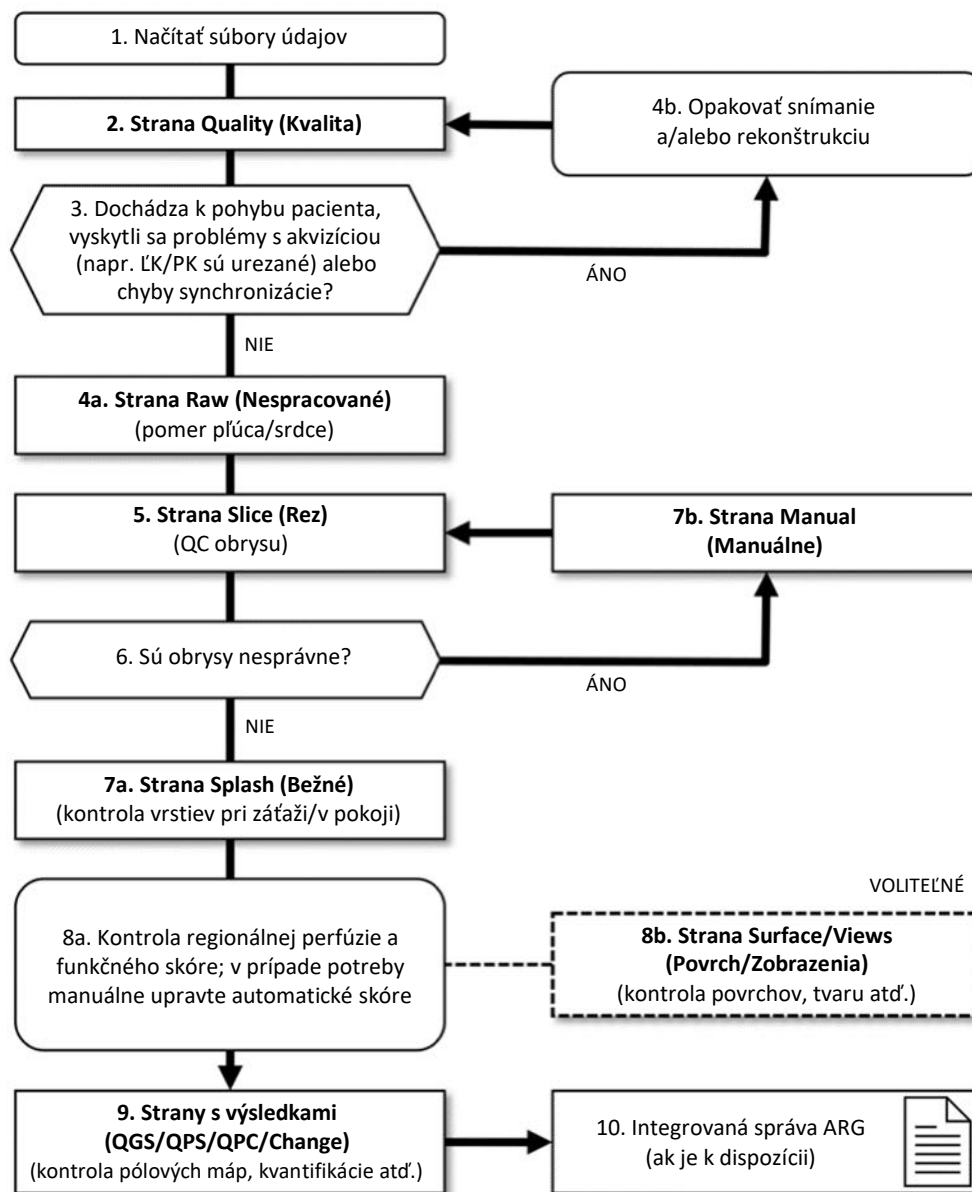 1. Načítať súbory údajov
2. Strana Quality (Kvalita)
4b. Opakovať snímanie
a/alebo rekonštrukciu
3. Dochádza k pohybu pacienta,
vyskytli sa problémy s akvizíciou
(napr. ĽK/PK sú urezané) alebo
chyby synchronizácie?
ÁNO
NIE
4a. Strana Raw (Nespracované)
(pomer pľúca/srdce)
5. Strana Slice (Rez)
(QC obrysu)
7b. Strana Manual
(Manuálne)
6. Sú obrysy nesprávne?
ÁNO
NIE
7a. Strana Splash (Bežné)
(kontrola vrstiev pri záťaži/v pokoji)
8a. Kontrola regionálnej perfúzie a
funkčného skóre; v prípade potreby
manuálne upravte automatické skóre
VOLITEĽNÉ
8b. Strana Surface/Views
(Povrch/Zobrazenia)
(kontrola povrchov, tvaru atď.)
9. Strany s výsledkami
(QGS/QPS/QPC/Change)
(kontrola pólových máp, kvantifikácie atď.)
10. Integrovaná správa ARG
(ak je k dispozícii)